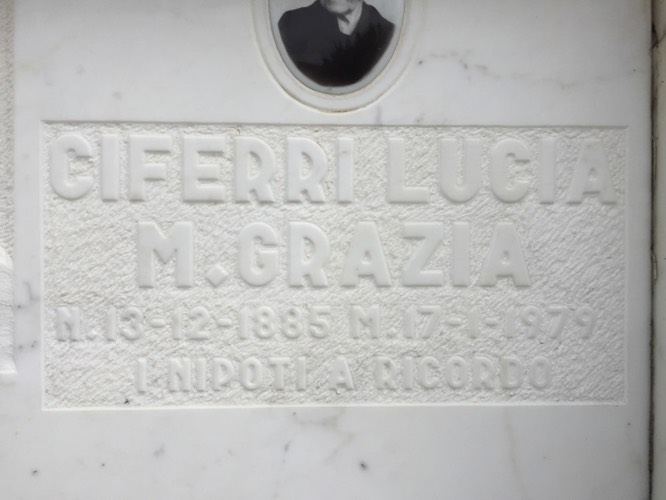 CIFERRI LUCIA
M. GRAZIA
N. 13-12-1885 M. 17-1-1979
I NIPOTI A RICORDO